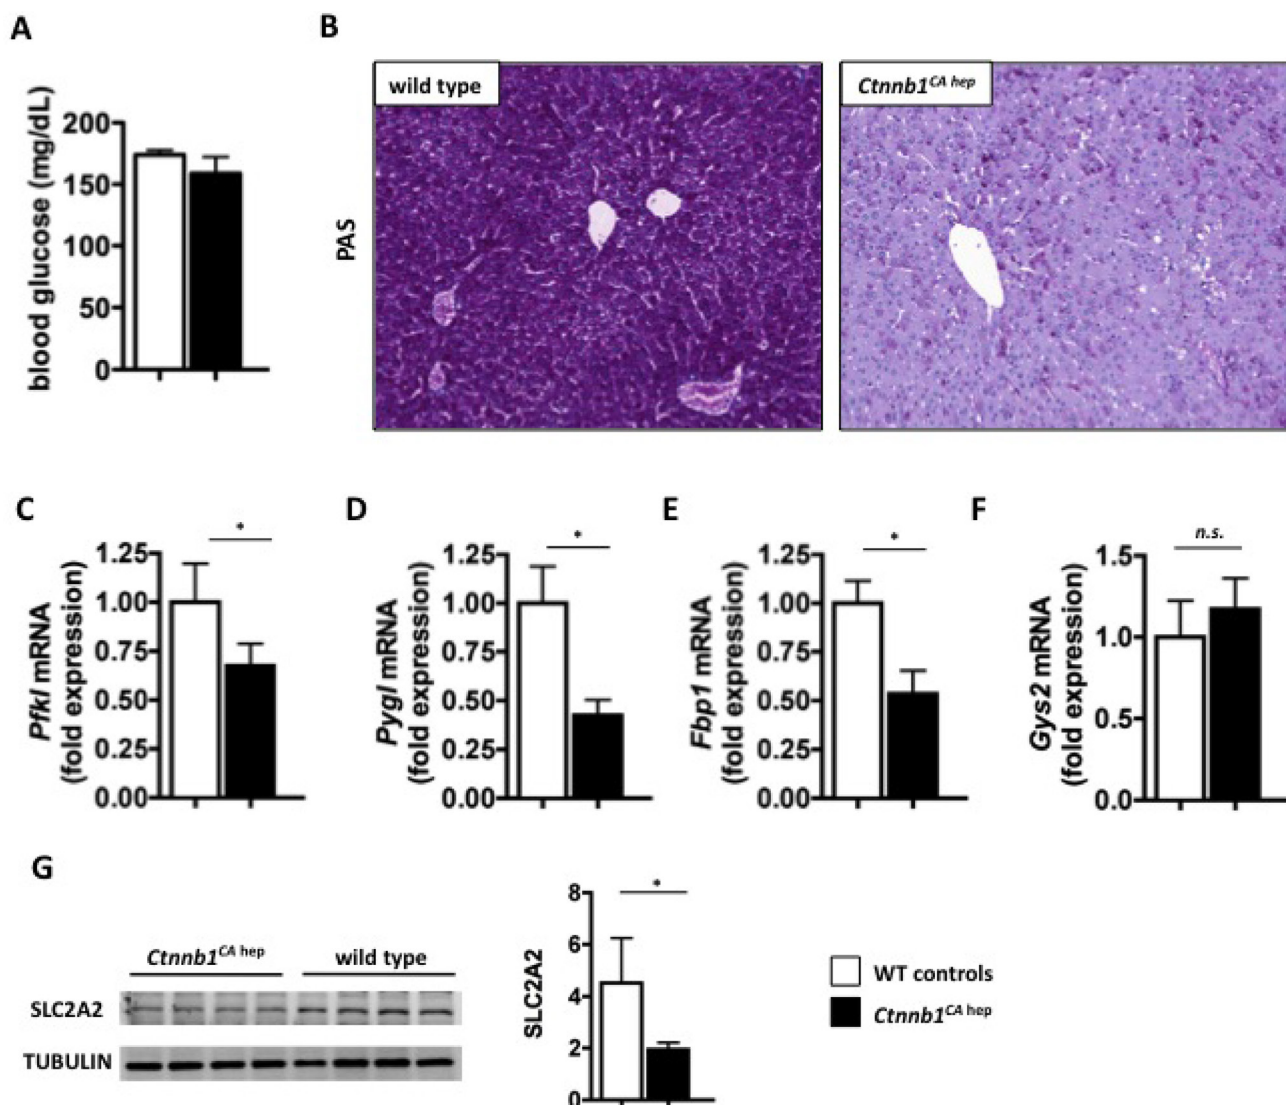 A
blood glucose (mg/dL)
200
150
100
50
0
B
PAS
wild type
Ctnnb1CA hep
C
Pfkl mRNA
(fold expression)
1.25
1.00
0.75
0.50
0.25
0.00
*
D
Pygl mRNA
(fold expression)
1.25
1.00
0.75
0.50
0.25
0.00
*
E
Fbp1 mRNA
(fold expression)
1.25
1.00
0.75
0.50
0.25
0.00
*
F
Gys2 mRNA
(fold expression)
1.5
1.0
0.5
0.0
n.s.
G
Ctnnb1CA hep
wild type
SLC2A2
TUBULIN
SLC2A2
8
6
4
2
0
*
WT controls
Ctnnb1CA hep